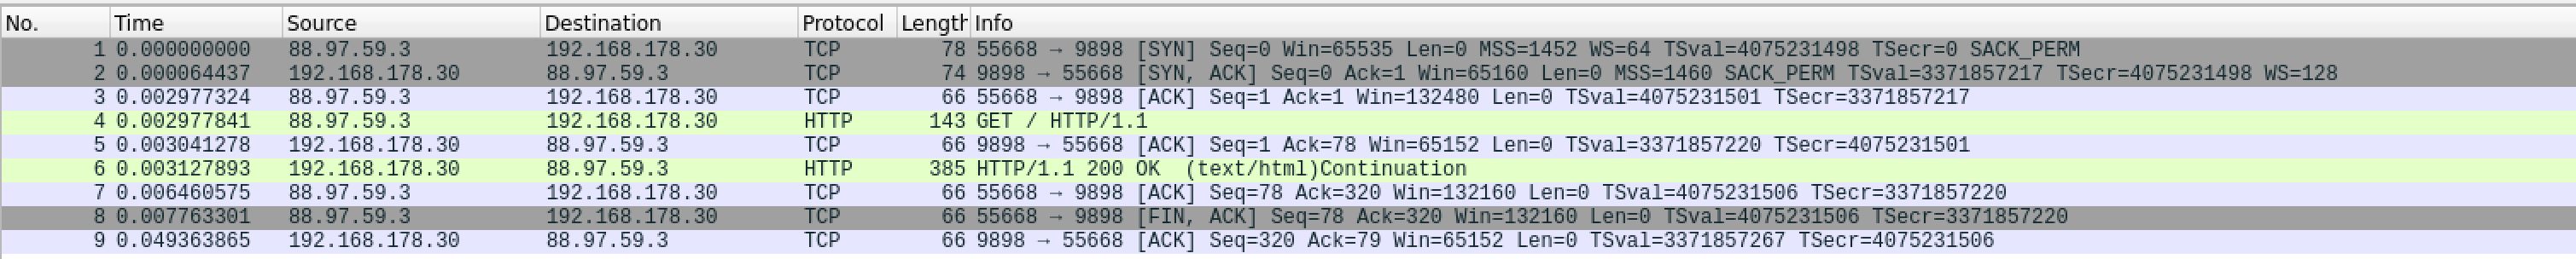 No. Time Source Destination Protocol Length Info
1 0.000000000 88.97.59.3 192.168.178.30 TCP 78 55668 → 9898 [SYN] Seq=0 Win=65535 Len=0 MSS=1452 WS=64 TSval=4075231498 TSecr=0 SACK_PERM
2 0.000064437 192.168.178.30 88.97.59.3 TCP 74 9898 → 55668 [SYN, ACK] Seq=0 Ack=1 Win=65160 Len=0 MSS=1460 SACK_PERM TSval=3371857217 TSecr=4075231498 WS=128
3 0.002977324 88.97.59.3 192.168.178.30 TCP 66 55668 → 9898 [ACK] Seq=1 Ack=1 Win=132480 Len=0 TSval=4075231501 TSecr=3371857217
4 0.002977841 88.97.59.3 192.168.178.30 HTTP 143 GET / HTTP/1.1
5 0.003041278 192.168.178.30 88.97.59.3 TCP 66 9898 → 55668 [ACK] Seq=1 Ack=78 Win=65152 Len=0 TSval=3371857220 TSecr=4075231501
6 0.003127893 192.168.178.30 88.97.59.3 HTTP 385 HTTP/1.1 200 OK (text/html)Continuation
7 0.006460575 88.97.59.3 192.168.178.30 TCP 66 55668 → 9898 [ACK] Seq=78 Ack=320 Win=132160 Len=0 TSval=4075231506 TSecr=3371857220
8 0.007763301 88.97.59.3 192.168.178.30 TCP 66 55668 → 9898 [FIN, ACK] Seq=78 Ack=320 Win=132160 Len=0 TSval=4075231506 TSecr=3371857220
9 0.049363865 192.168.178.30 88.97.59.3 TCP 66 9898 → 55668 [ACK] Seq=320 Ack=79 Win=65152 Len=0 TSval=3371857267 TSecr=4075231506